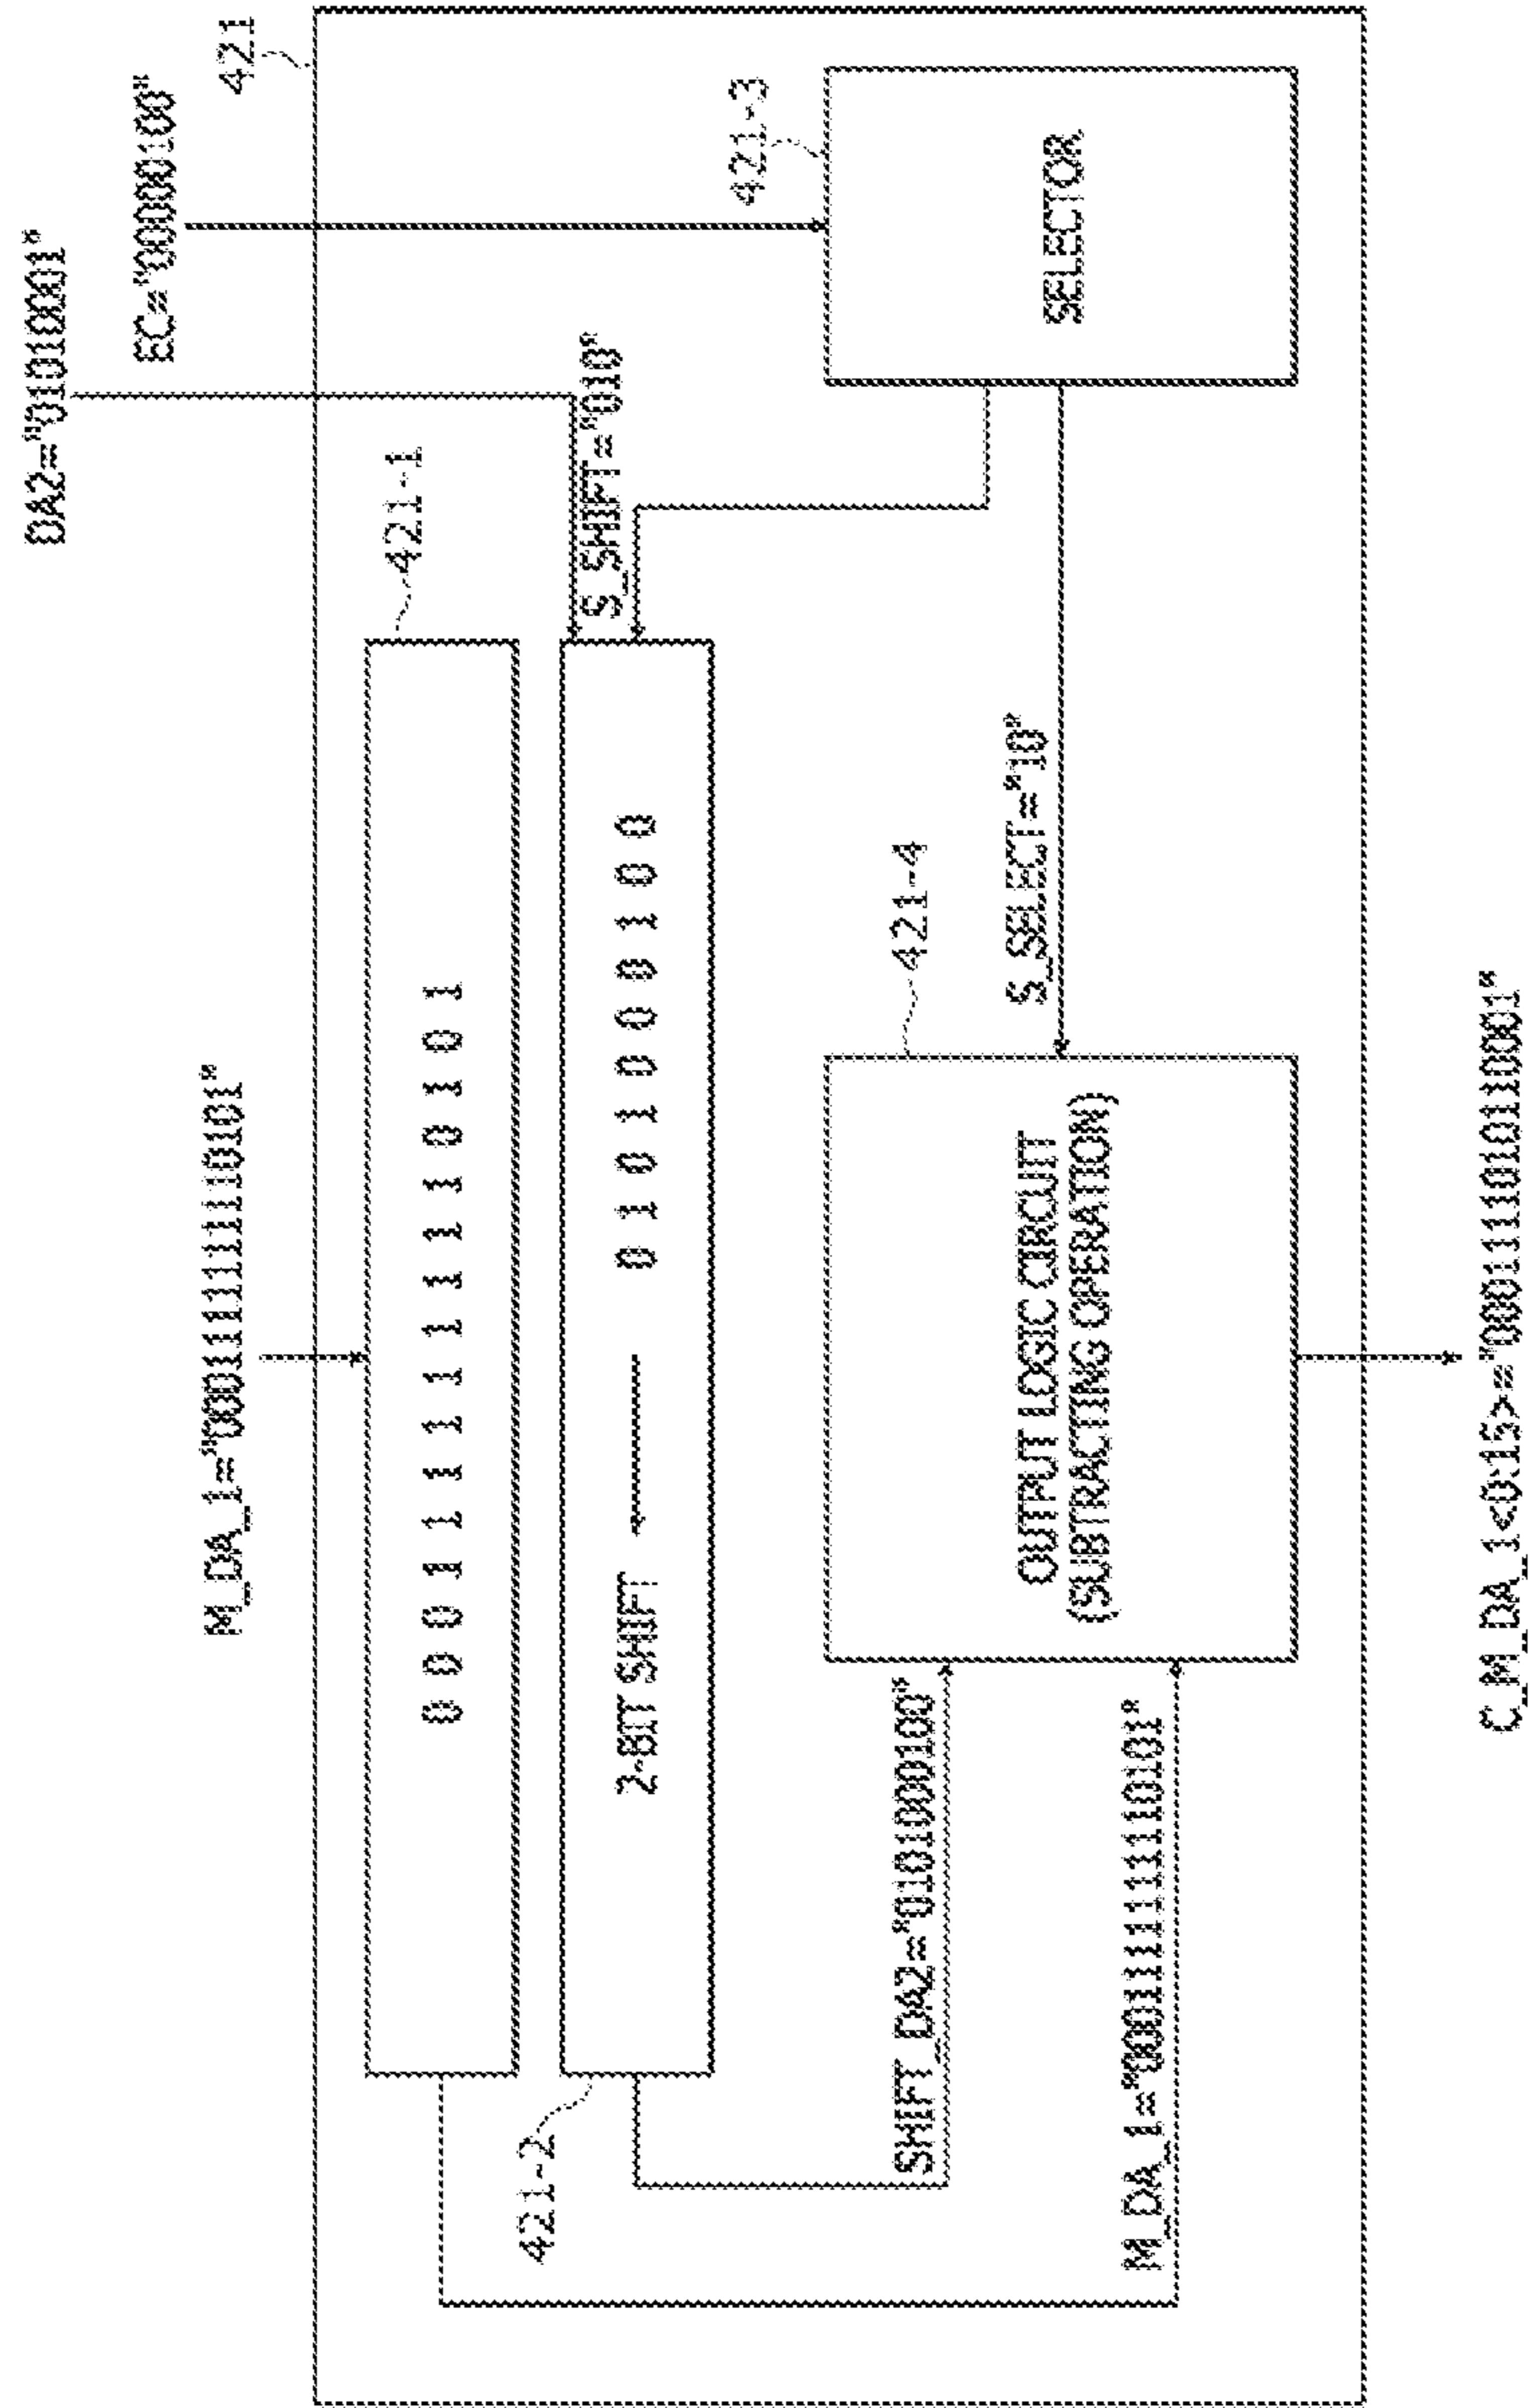 DA2="01010001"
EC="00000100"
M_DA_1="0001111111110101"
421
421-1
0 0 0 1 1 1 1 1 1 1 1 1 0 1 0 1
S_SHIFT="010"
421-2
2-BIT SHIFT 0 1 0 1 0 0 0 1 0 0
421-3
SELECTOR
S_SELECT="10"
421-4
SHIFT_DA2="0101000100"
OUTPUT LOGIC CIRCUIT
(SUBTRACTING OPERATION)
M_DA_1="0001111111110101"
C_M_DA_1<0:15>="0001111010110001"